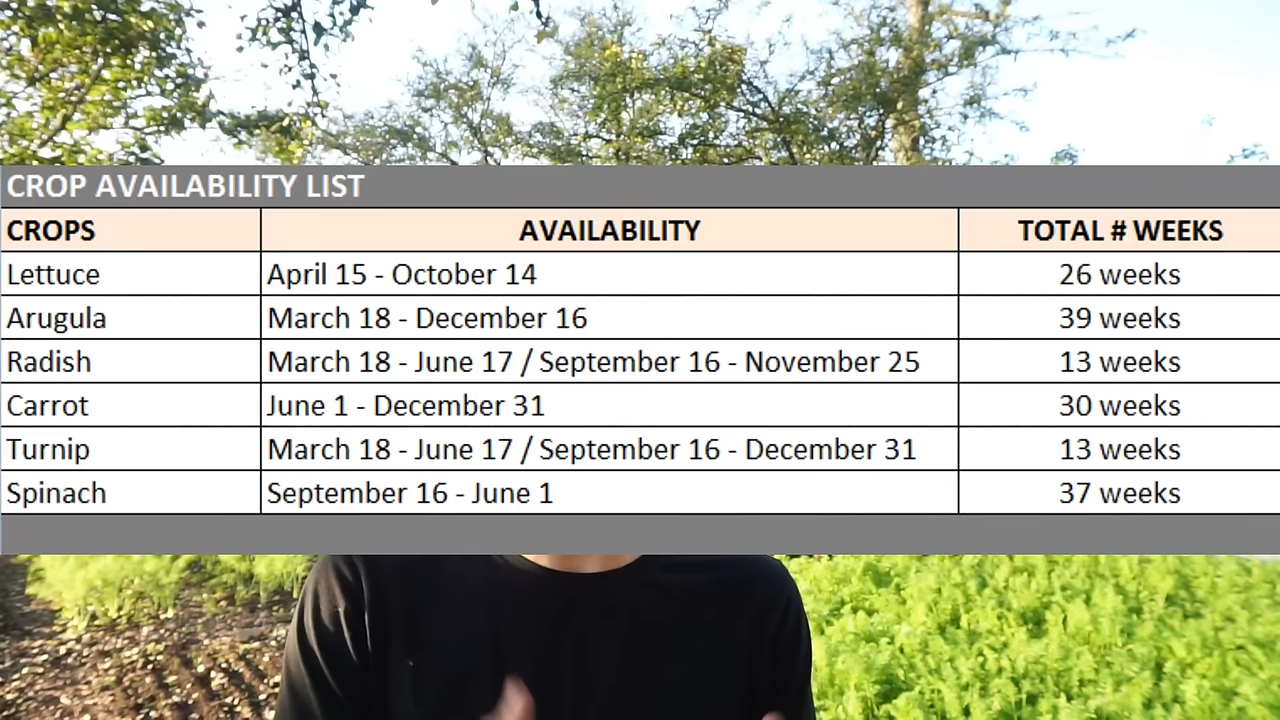 CROP AVAILABILITY LIST
CROPS AVAILABILITY TOTAL # WEEKS
Lettuce April 15 - October 14 26 weeks
Arugula March 18 - December 16 39 weeks
Radish March 18 - June 17 / September 16 - November 25 13 weeks
Carrot June 1 - December 31 30 weeks
Turnip March 18 - June 17 / September 16 - December 31 13 weeks
Spinach September 16 - June 1 37 weeks